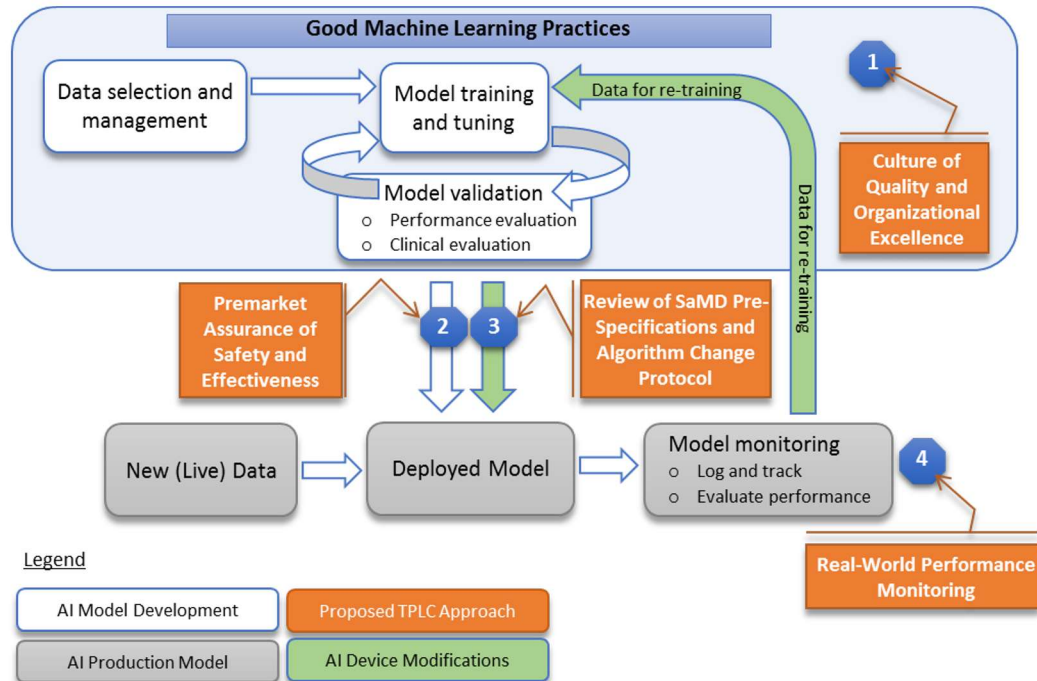 Good Machine Learning Practices
Data selection and
management
Model training
and tuning
Data for re-training
1
Culture of
Quality and
Organizational
Excellence
Model validation
o Performance evaluation
o Clinical evaluation
Data for re-training
Premarket
Assurance of
Safety and
Effectiveness
2
3
Review of SaMD Pre-
Specifications and
Algorithm Change
Protocol
New (Live) Data
Deployed Model
Model monitoring
o Log and track
o Evaluate performance
4
Real-World Performance
Monitoring
Legend
AI Model Development
Proposed TPLC Approach
AI Production Model
AI Device Modifications